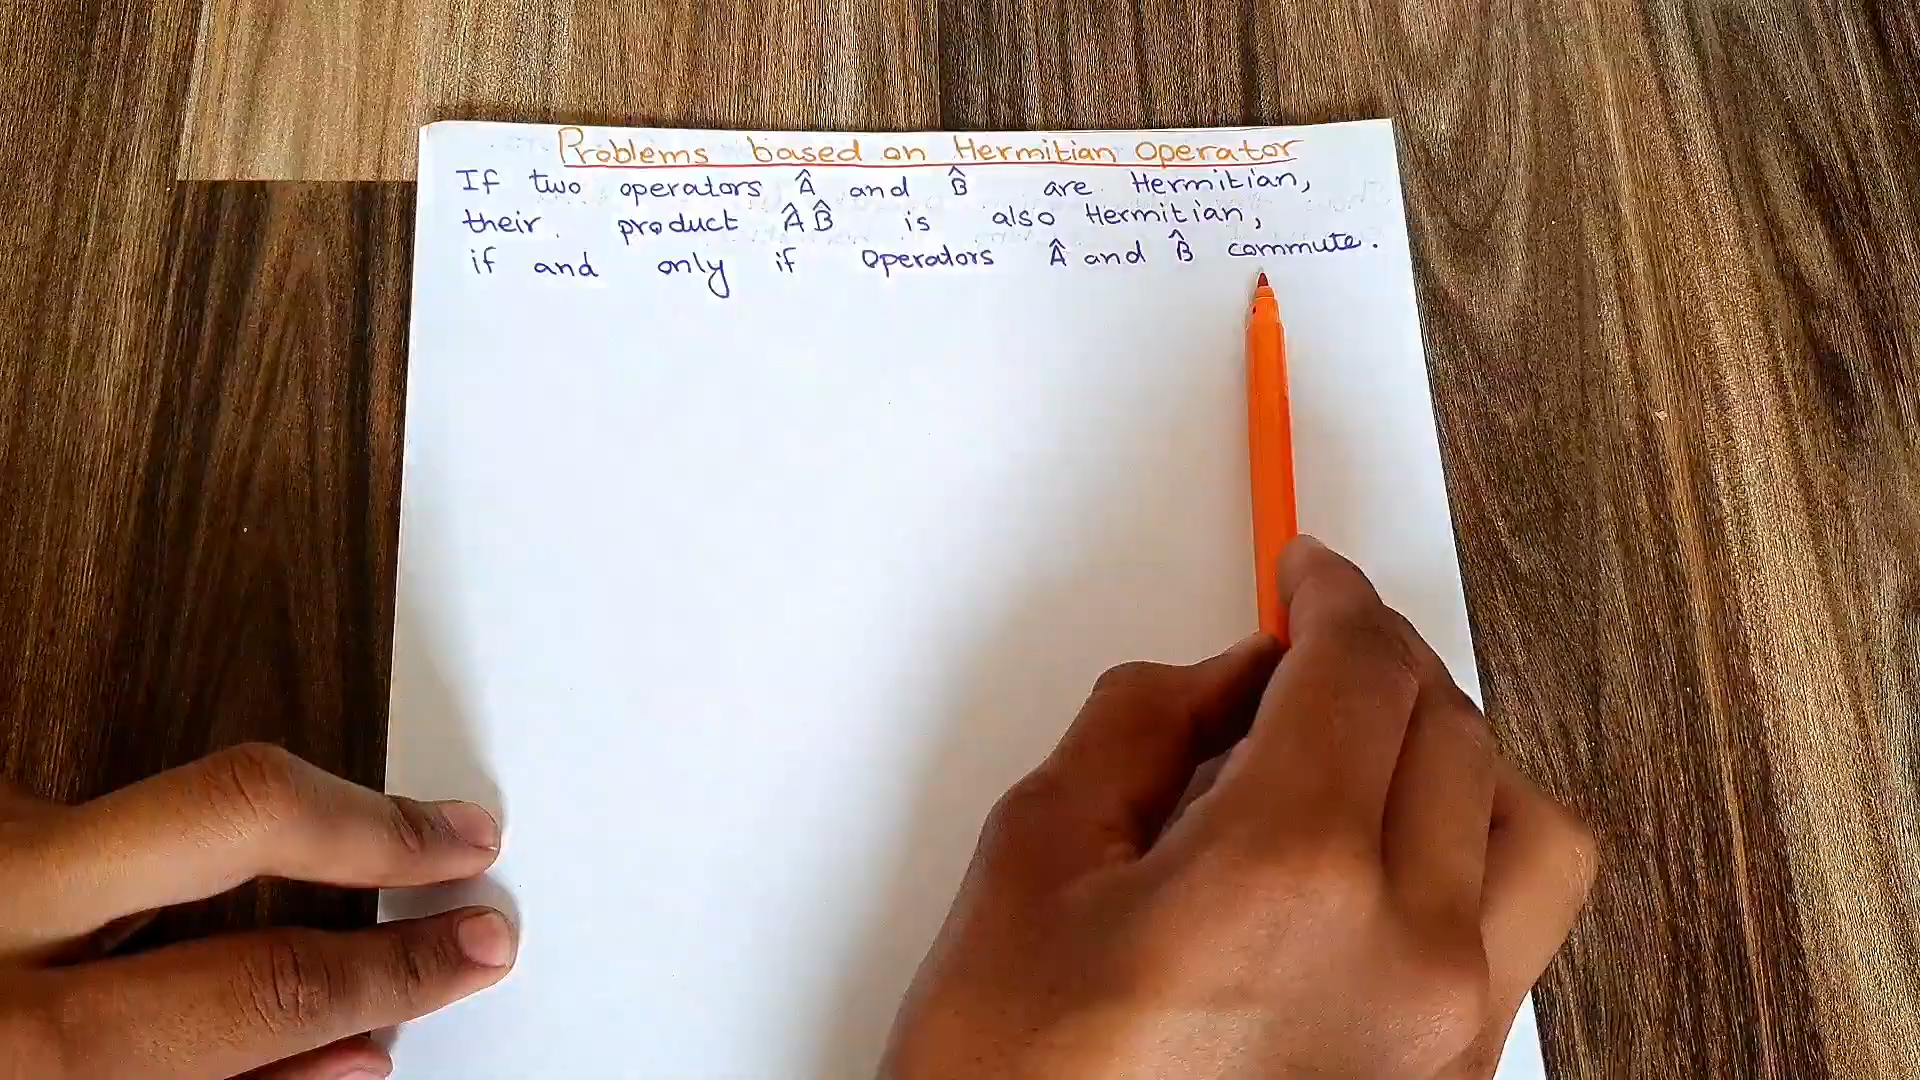 Problems based on Hermitian Operator
If two operators Â and B̂ are Hermitian,
their product ÂB̂ is also Hermitian,
if and only if Operators Â and B̂ commute.